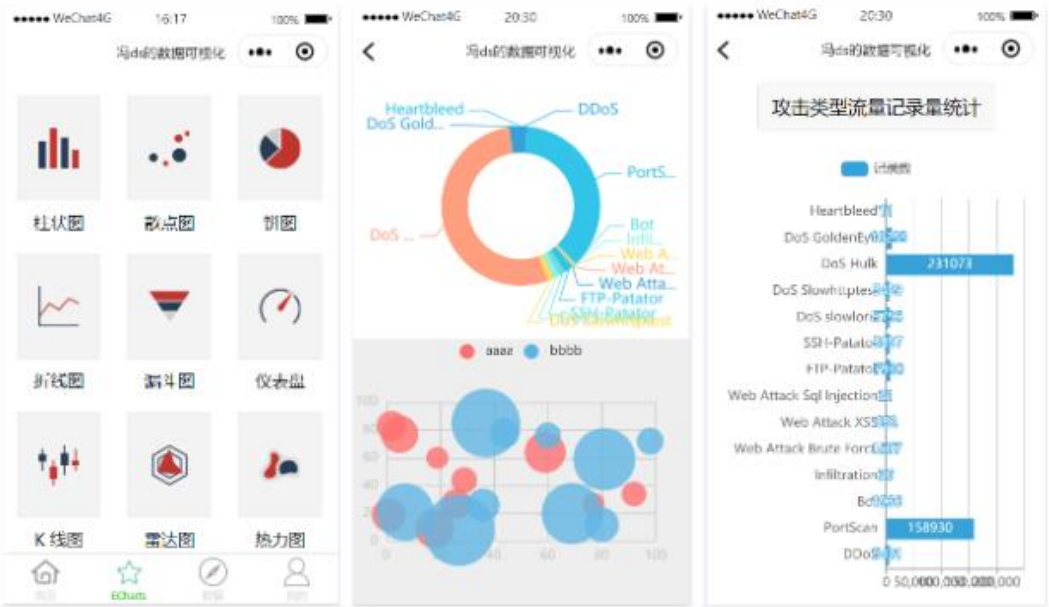 WeChat4G 16:17 100%
冯ds的数据可视化
柱状图 散点图 饼图
折线图 漏斗图 仪表盘
K 线图 雷达图 热力图
ECharts
WeChat4G 20:30 100%
冯ds的数据可视化
Heartbleed DDoS
DoS Gold...
PortS...
DoS ...
Bot
Infil...
Web A...
Web At...
Web Atta...
FTP-Patator
SSH-Patator
aaaa bbbb
100
80
60
40
20
0
0 40 60 80 100
WeChat4G 20:30 100%
冯ds的数据可视化
攻击类型流量记录量统计
记录数
Heartbleed
DoS GoldenEye
DoS Hulk 231073
DoS Slowhttptest
DoS slowloris
SSH-Patator
FTP-Patator
Web Attack Sql Injection
Web Attack XSS
Web Attack Brute Force
Infiltration
Bot
PortScan 158930
DDoS
0 50,000